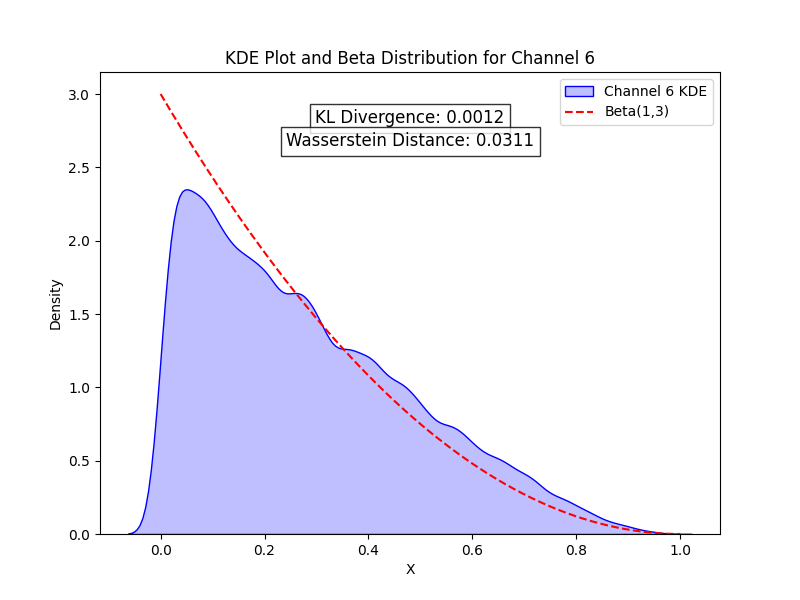 KDE Plot and Beta Distribution for Channel 6
KL Divergence: 0.0012
Wasserstein Distance: 0.0311
Channel 6 KDE
Beta(1,3)
Density
3.0
2.5
2.0
1.5
1.0
0.5
0.0
0.0 0.2 0.4 0.6 0.8 1.0
X